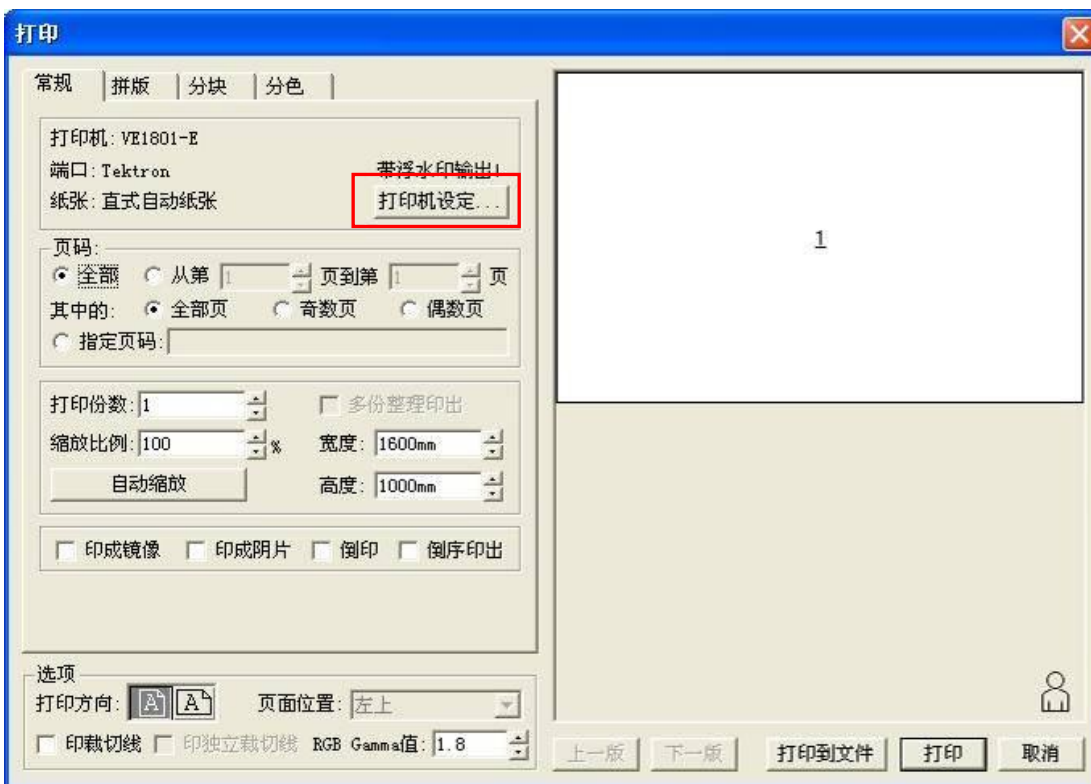 打印
常规 拼版 分块 分色
打印机: VE1801-E
端口: Tektron 带浮水印输出!
纸张: 直式自动纸张 打印机设定...
页码:
全部 从第 1 页到第 1 页
其中的: 全部页 奇数页 偶数页
指定页码:
打印份数: 1 多份整理印出
缩放比例: 100 % 宽度: 1600mm
自动缩放 高度: 1000mm
印成镜像 印成阴片 倒印 倒序印出
1
选项
打印方向: A A 页面位置: 左上
印裁切线 印独立裁切线 RGB Gamma值: 1.8
上一版 下一版 打印到文件 打印 取消